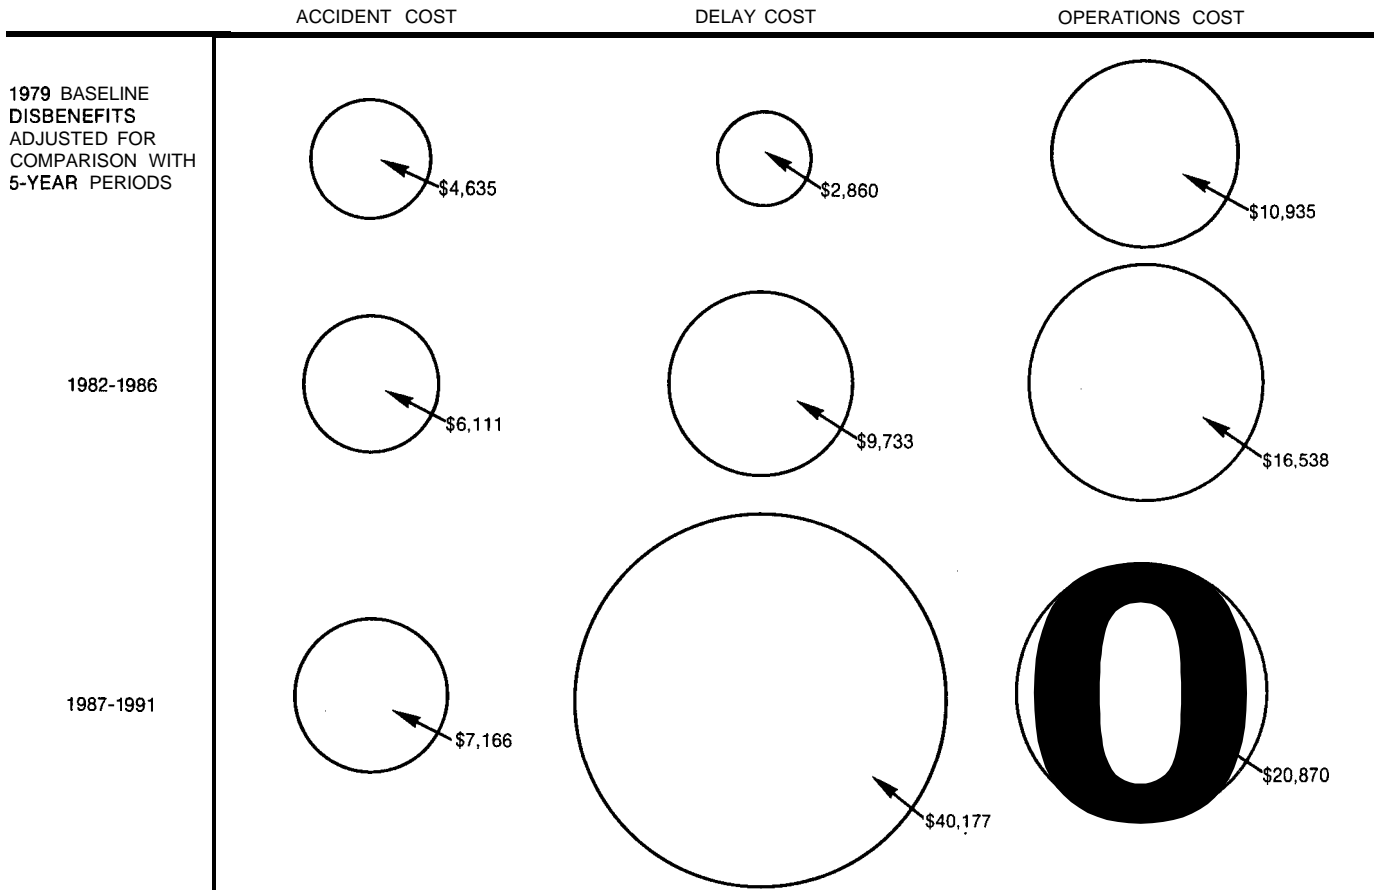 ACCIDENT COST
DELAY COST
OPERATIONS COST
1979 BASELINE
DISBENEFITS
ADJUSTED FOR
COMPARISON WITH
5-YEAR PERIODS
$4,635
$2,860
$10,935
1982-1986
$6,111
$9,733
$16,538
1987-1991
$7,166
$40,177
0
$20,870